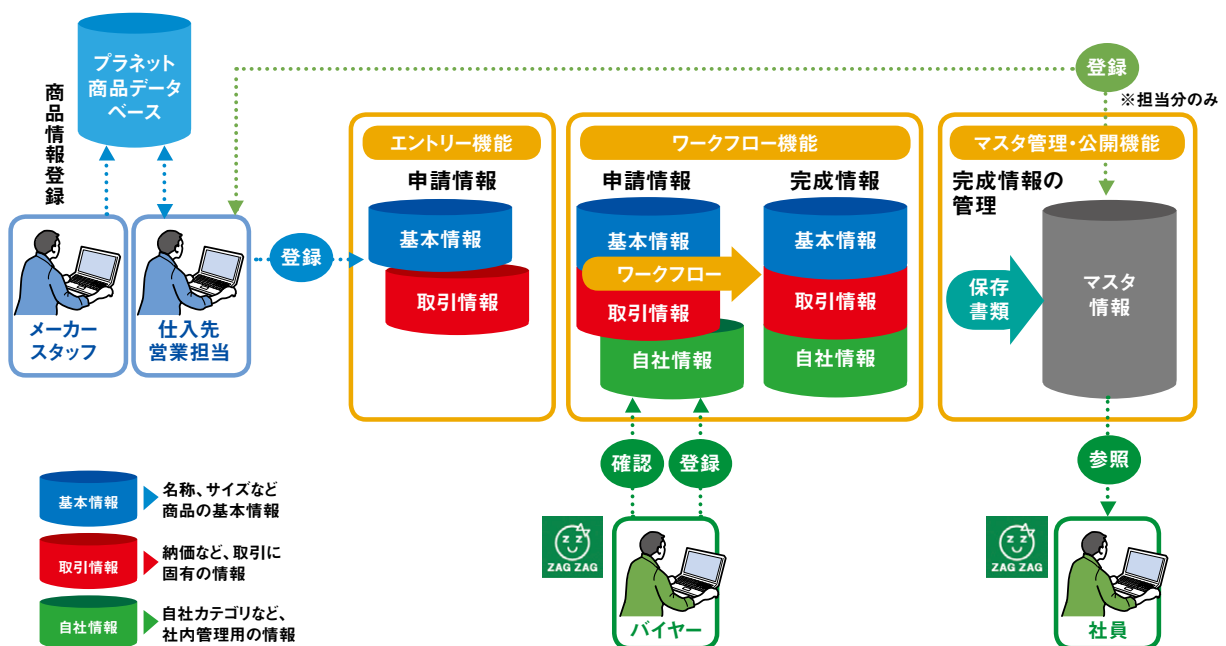 プラネット
商品データ
ベース
商品情報登録
メーカー
スタッフ
仕入先
営業担当
登録
登録
※担当分のみ
エントリー機能
申請情報
基本情報
取引情報
ワークフロー機能
申請情報
完成情報
基本情報
ワークフロー
取引情報
自社情報
基本情報
取引情報
自社情報
マスタ管理・公開機能
完成情報の
管理
保存
書類
マスタ
情報
確認
登録
参照
zz
ZAG ZAG
バイヤー
zz
ZAG ZAG
社員
基本情報
名称、サイズなど
商品の基本情報
取引情報
納価など、取引に
固有の情報
自社情報
自社カテゴリなど、
社内管理用の情報